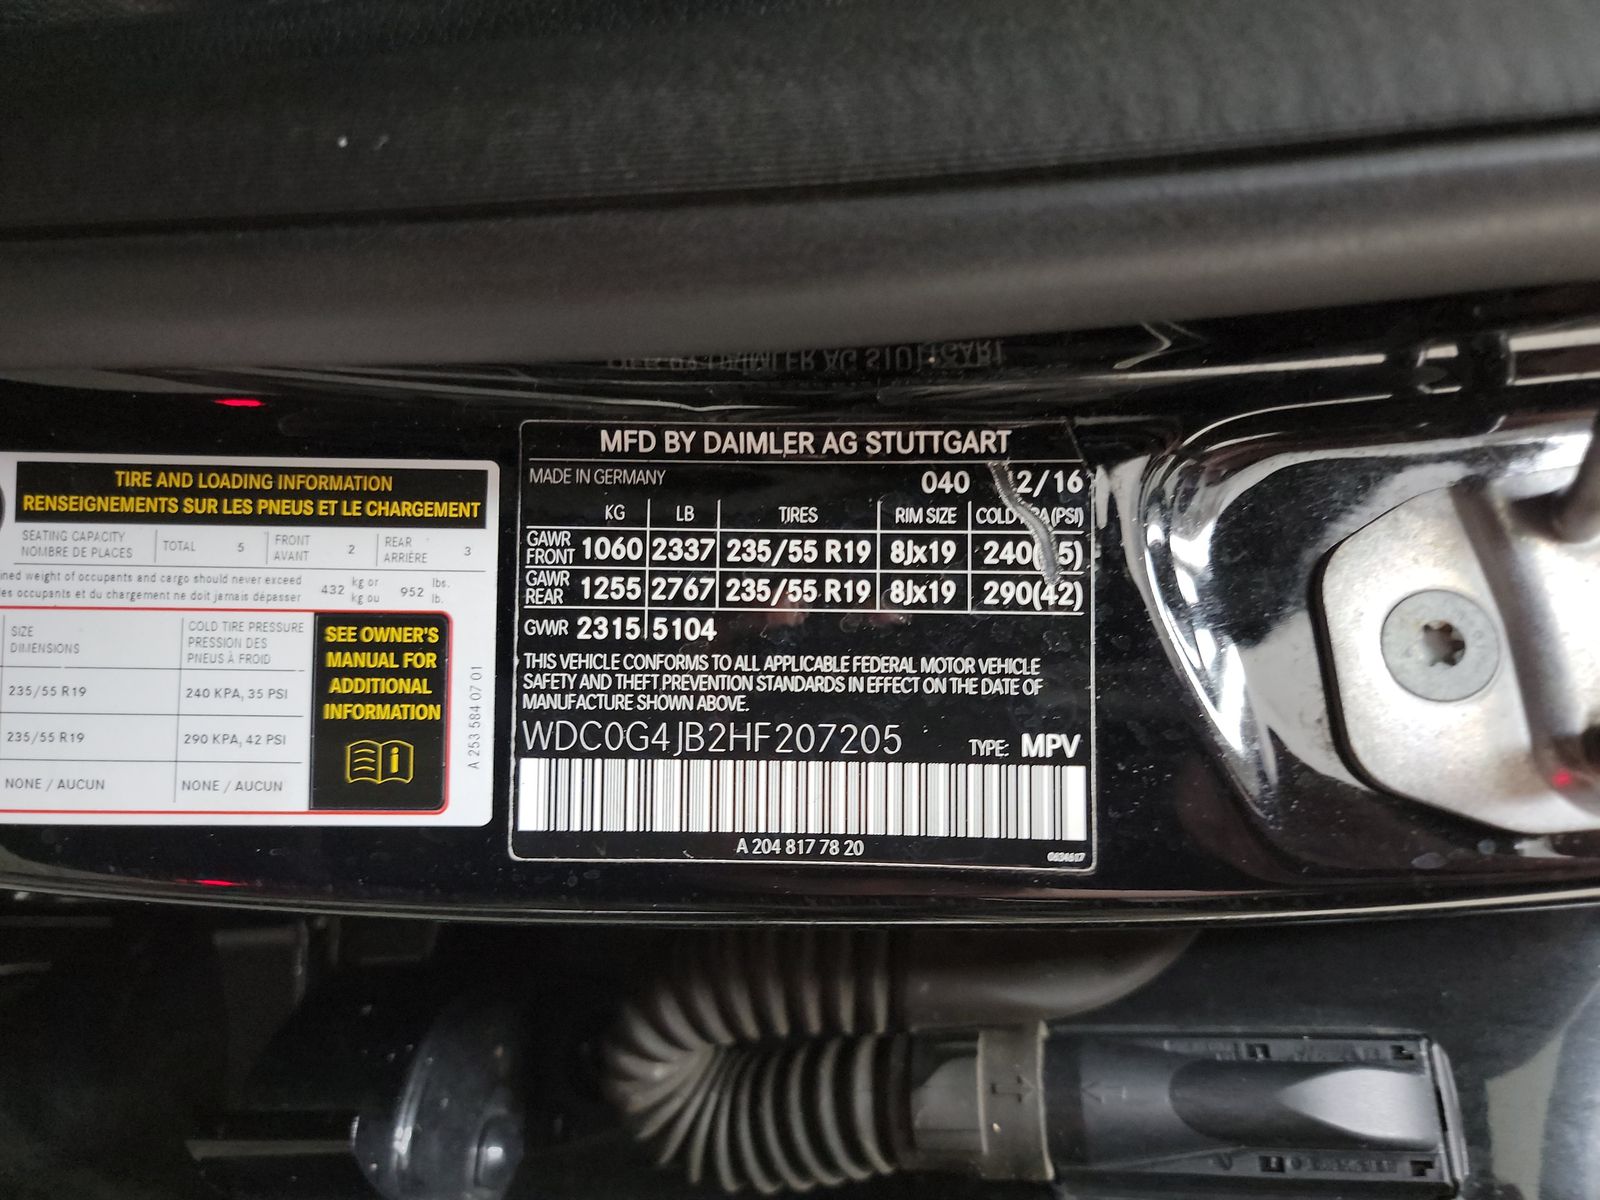 TIRE AND LOADING INFORMATION
RENSEIGNEMENTS SUR LES PNEUS ET LE CHARGEMENT
SEATING CAPACITY
NOMBRE DE PLACES
TOTAL 5
FRONT
AVANT
2
REAR
ARRIÈRE
3
weight of occupants and cargo should never exceed
occupants et du chargement ne doit jamais dépasser
432
kg or
kg ou
952
lbs.
lb.
SIZE
DIMENSIONS
COLD TIRE PRESSURE
PRESSION DES
PNEUS À FROID
235/55 R19 240 KPA, 35 PSI
235/55 R19 290 KPA, 42 PSI
NONE / AUCUN NONE / AUCUN
SEE OWNER'S
MANUAL FOR
ADDITIONAL
INFORMATION
i
A 253 584 07 01
MFD BY DAIMLER AG STUTTGART
MADE IN GERMANY 040 2/16
KG LB TIRES RIM SIZE COLD (PSI)
GAWR
FRONT
1060 2337 235/55 R19 8Jx19 240( 5)
GAWR
REAR
1255 2767 235/55 R19 8Jx19 290(42)
GVWR 2315 5104
THIS VEHICLE CONFORMS TO ALL APPLICABLE FEDERAL MOTOR VEHICLE
SAFETY AND THEFT PREVENTION STANDARDS IN EFFECT ON THE DATE OF
MANUFACTURE SHOWN ABOVE.
WDC0G4JB2HF207205 TYPE: MPV
A 204 817 78 20